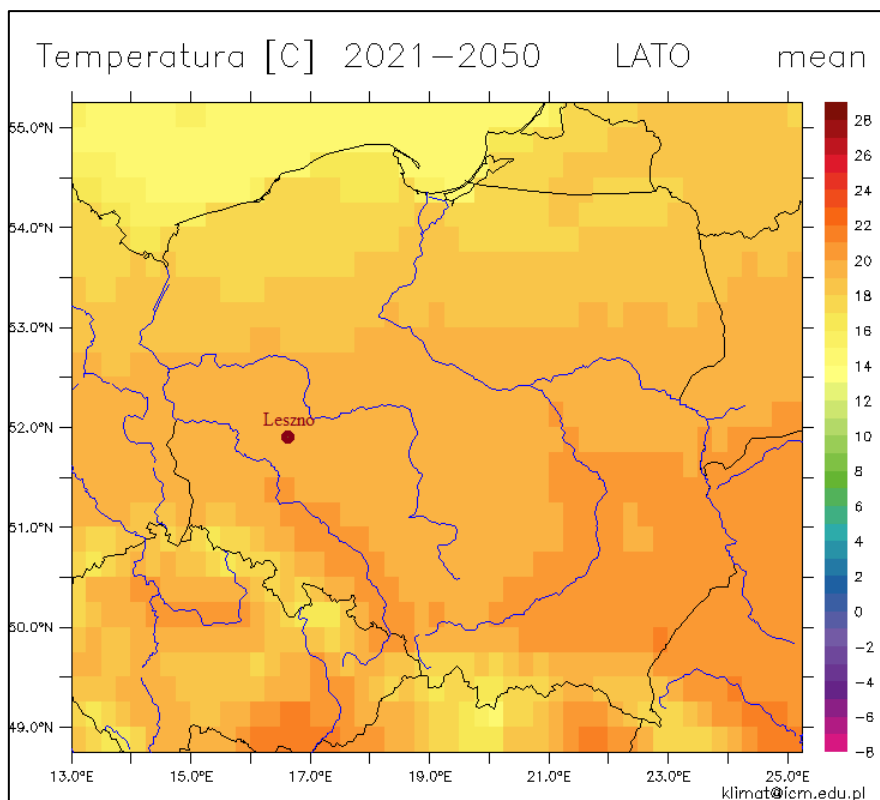 Temperatura [C] 2021-2050 LATO mean
55.0°N
54.0°N
53.0°N
52.0°N
51.0°N
50.0°N
49.0°N
Leszno
13.0°E 15.0°E 17.0°E 19.0°E 21.0°E 23.0°E 25.0°E
28
26
24
22
20
18
16
14
12
10
8
6
4
2
0
-2
-4
-6
-8
klimat@icm.edu.pl